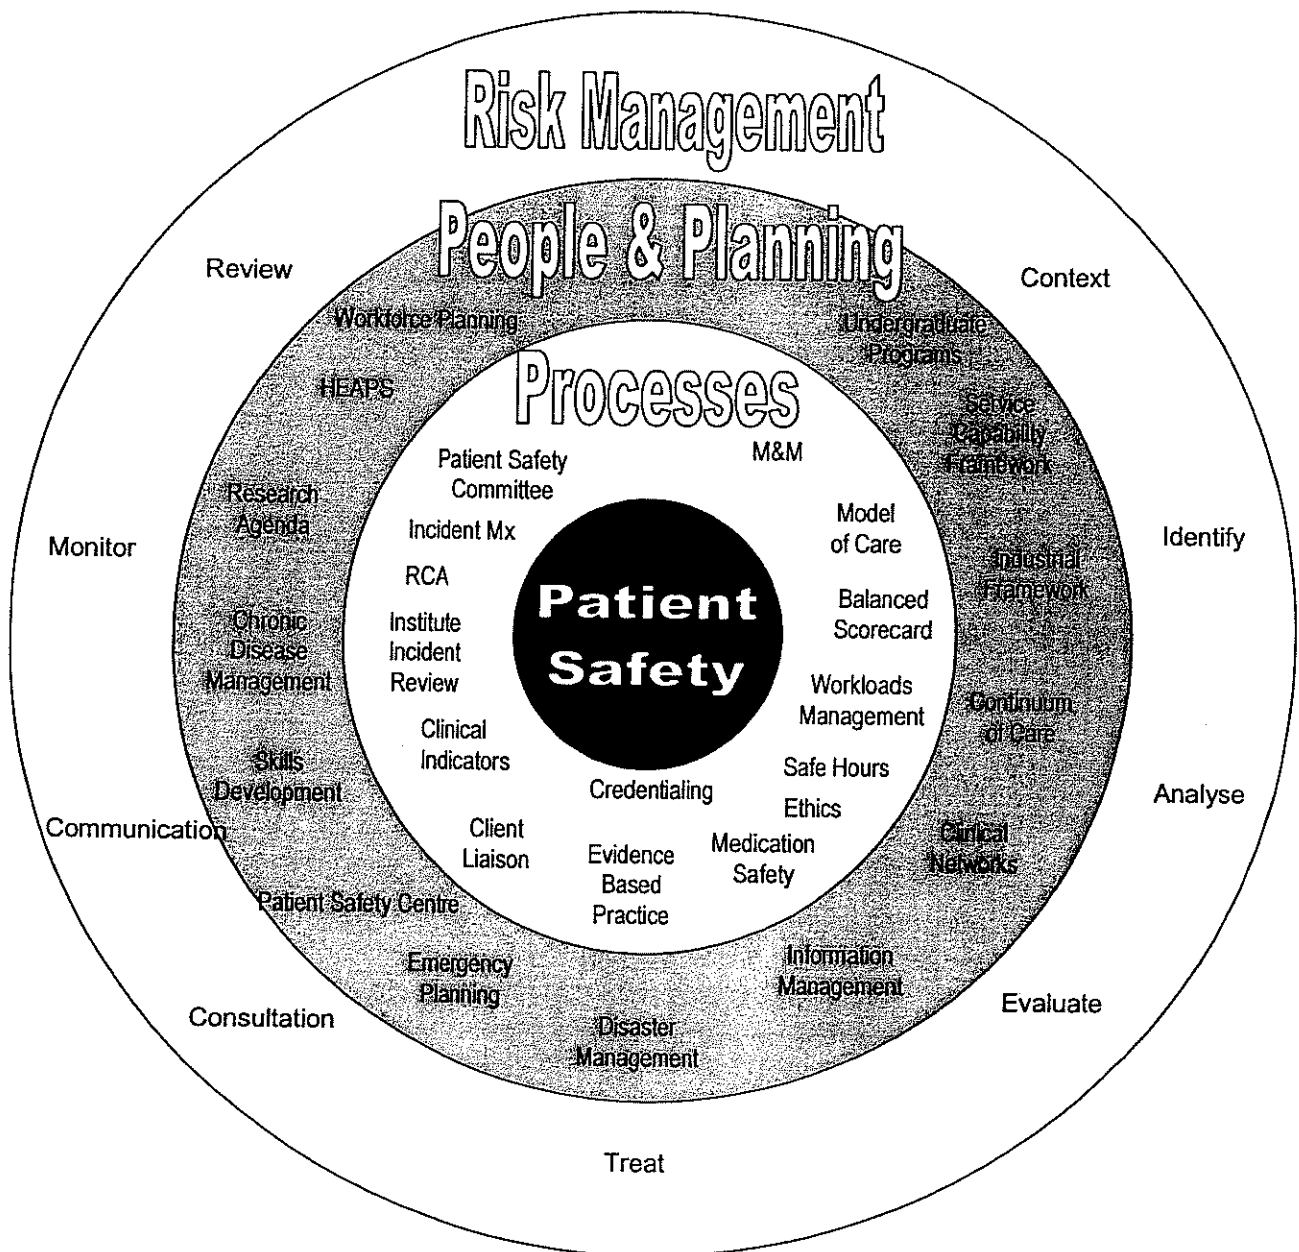 Risk Management
People & Planning
Processes
Patient
Safety
Review
Context
Monitor
Identify
Communication
Analyse
Consultation
Evaluate
Treat
Workforce Planning
HEAPS
Research
Agenda
Chronic
Disease
Management
Skills
Development
Patient Safety Centre
Emergency
Planning
Disaster
Management
Information
Management
Clinical
Networks
Continuum
of Care
Industrial
Framework
Service
Capability
Framework
Undergraduate
Programs
M&M
Patient Safety
Committee
Incident Mx
RCA
Institute
Incident
Review
Clinical
Indicators
Client
Liaison
Credentialing
Evidence
Based
Practice
Medication
Safety
Ethics
Safe Hours
Workloads
Management
Balanced
Scorecard
Model
of Care